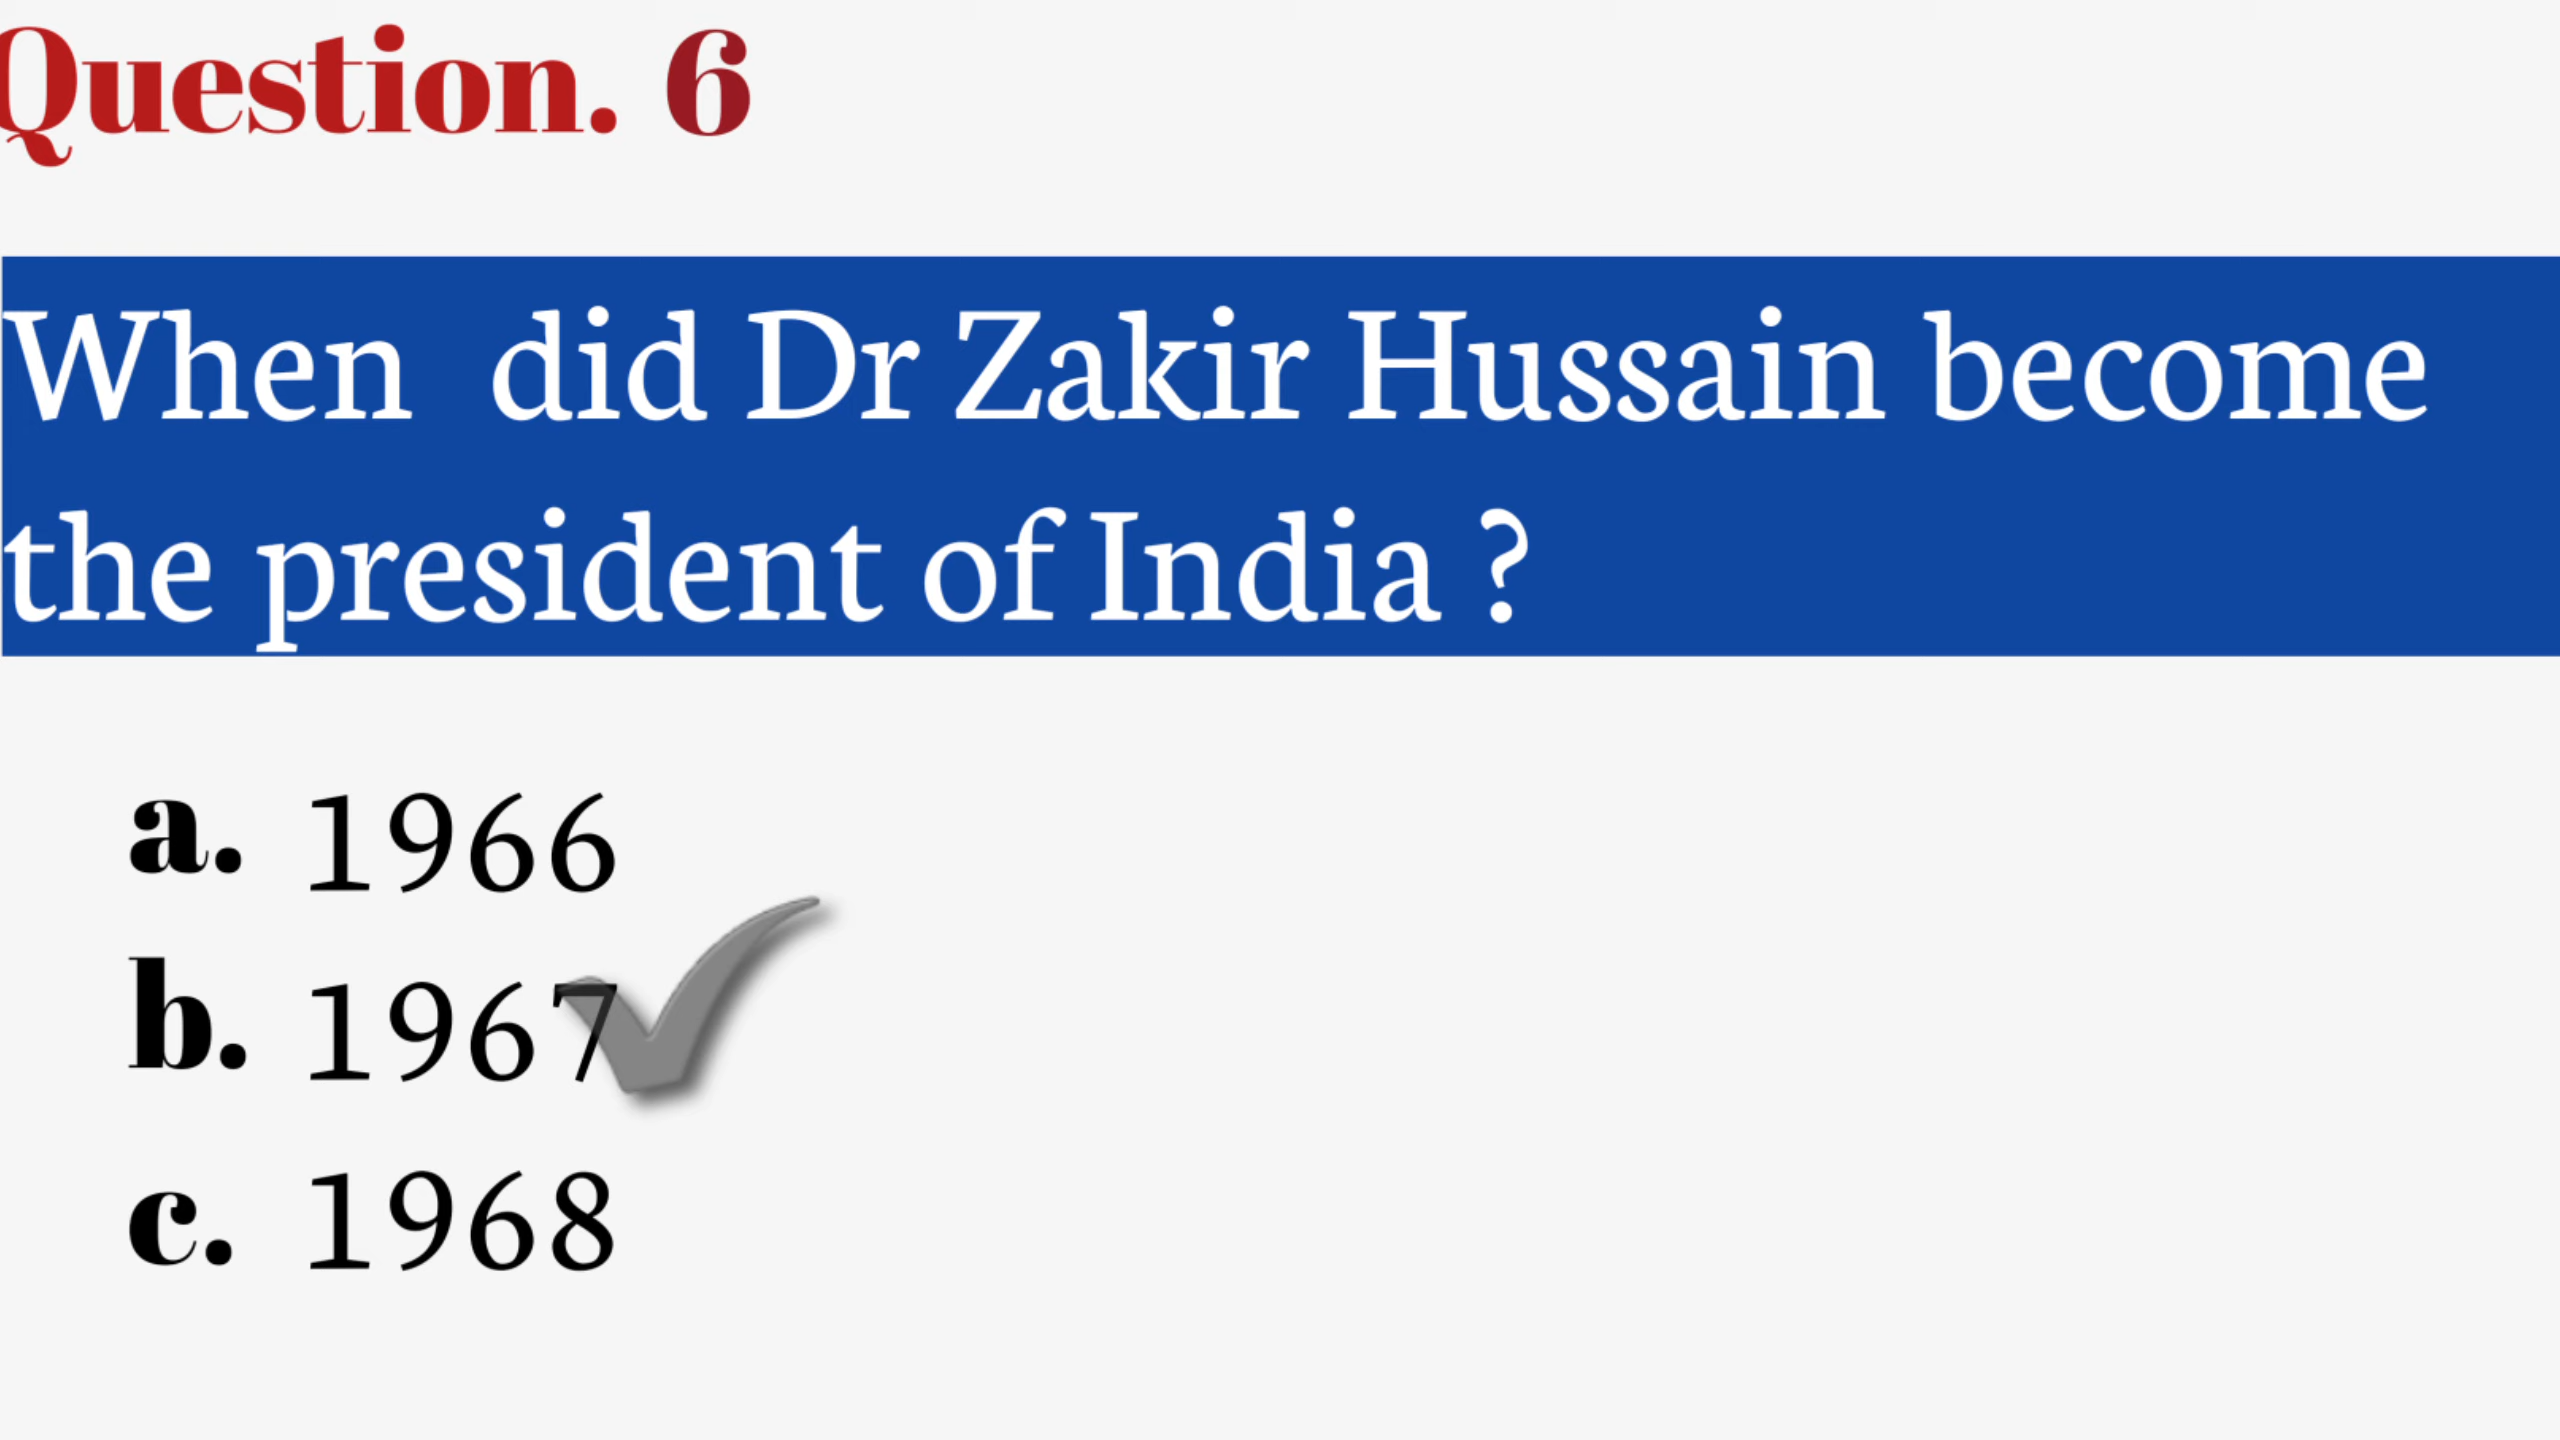 Question. 6
When did Dr Zakir Hussain become
the president of India ?
a. 1966
b. 1967
c. 1968